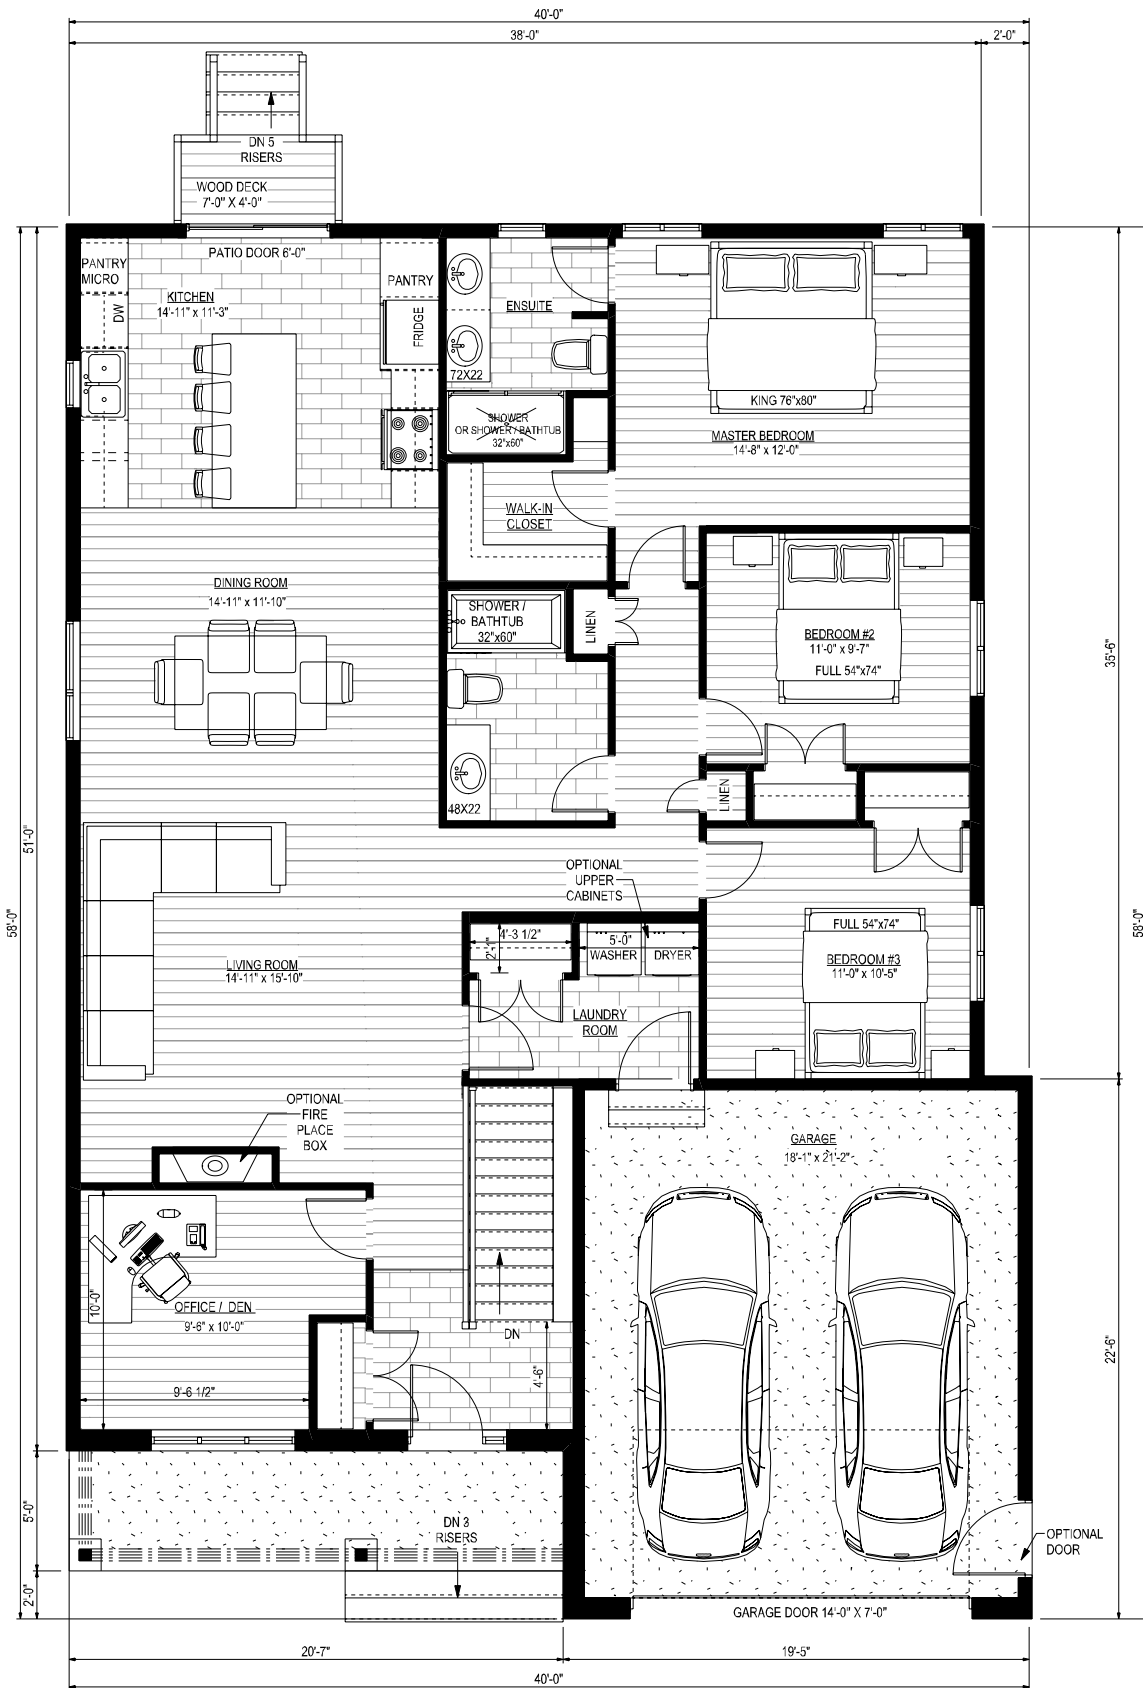 40'-0"
38'-0"
2'-0"
DN 5
RISERS
WOOD DECK
7'-0" X 4'-0"
PATIO DOOR 6'-0"
PANTRY
MICRO
DW
KITCHEN
14'-11" x 11'-3"
PANTRY
FRIDGE
ENSUITE
72X22
SHOWER
OR SHOWER / BATHTUB
32"x60"
KING 76"x80"
MASTER BEDROOM
14'-8" x 12'-0"
WALK-IN
CLOSET
DINING ROOM
14'-11" x 11'-10"
SHOWER /
BATHTUB
32"x60"
LINEN
BEDROOM #2
11'-0" x 9'-7"
FULL 54"x74"
35'-6"
48X22
LINEN
51'-0"
58'-0"
58'-0"
OPTIONAL
UPPER
CABINETS
FULL 54"x74"
BEDROOM #3
11'-0" x 10'-5"
4'-3 1/2"
5'-0"
WASHER
DRYER
LIVING ROOM
14'-11" x 15'-10"
LAUNDRY
ROOM
OPTIONAL
FIRE
PLACE
BOX
GARAGE
18'-1" x 21'-2"
10'-0"
OFFICE / DEN
9'-6" x 10'-0"
DN
4'-6"
9'-6 1/2"
22'-6"
5'-0"
DN 3
RISERS
OPTIONAL
DOOR
2'-0"
GARAGE DOOR 14'-0" X 7'-0"
20'-7"
19'-5"
40'-0"